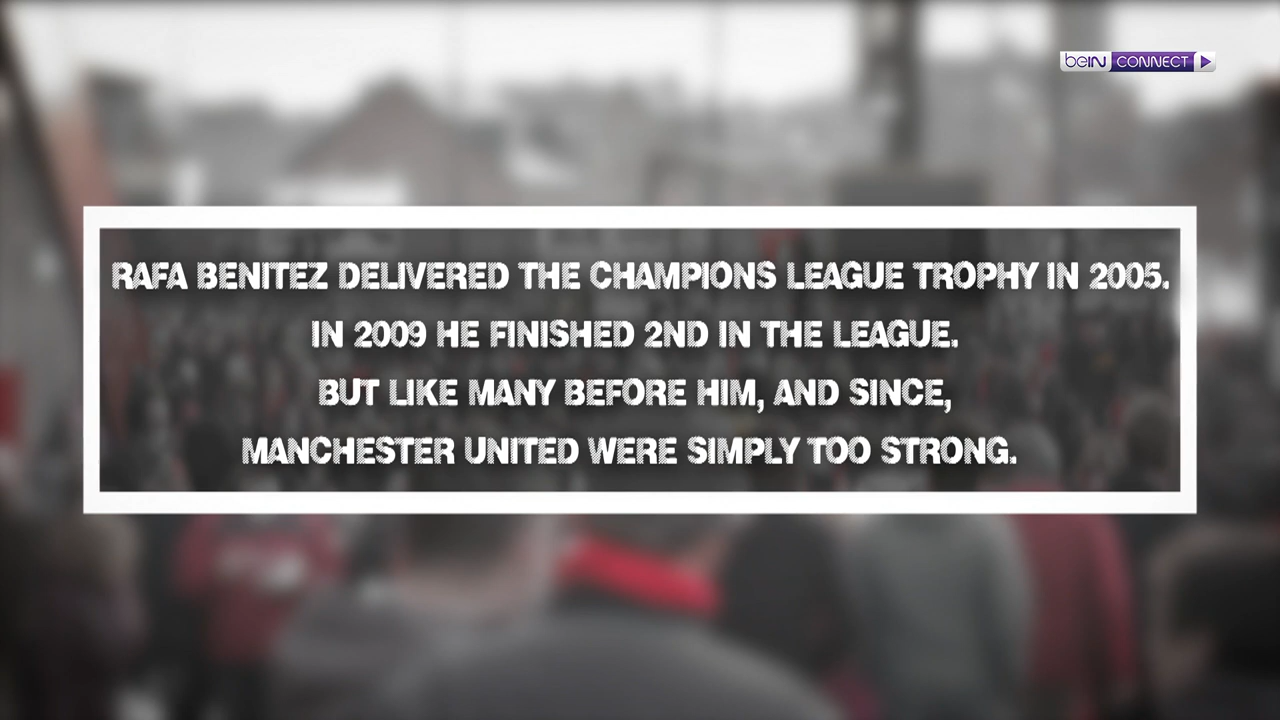 beIN CONNECT
RAFA BENITEZ DELIVERED THE CHAMPIONS LEAGUE TROPHY IN 2005.
IN 2009 HE FINISHED 2ND IN THE LEAGUE.
BUT LIKE MANY BEFORE HIM, AND SINCE,
MANCHESTER UNITED WERE SIMPLY TOO STRONG.